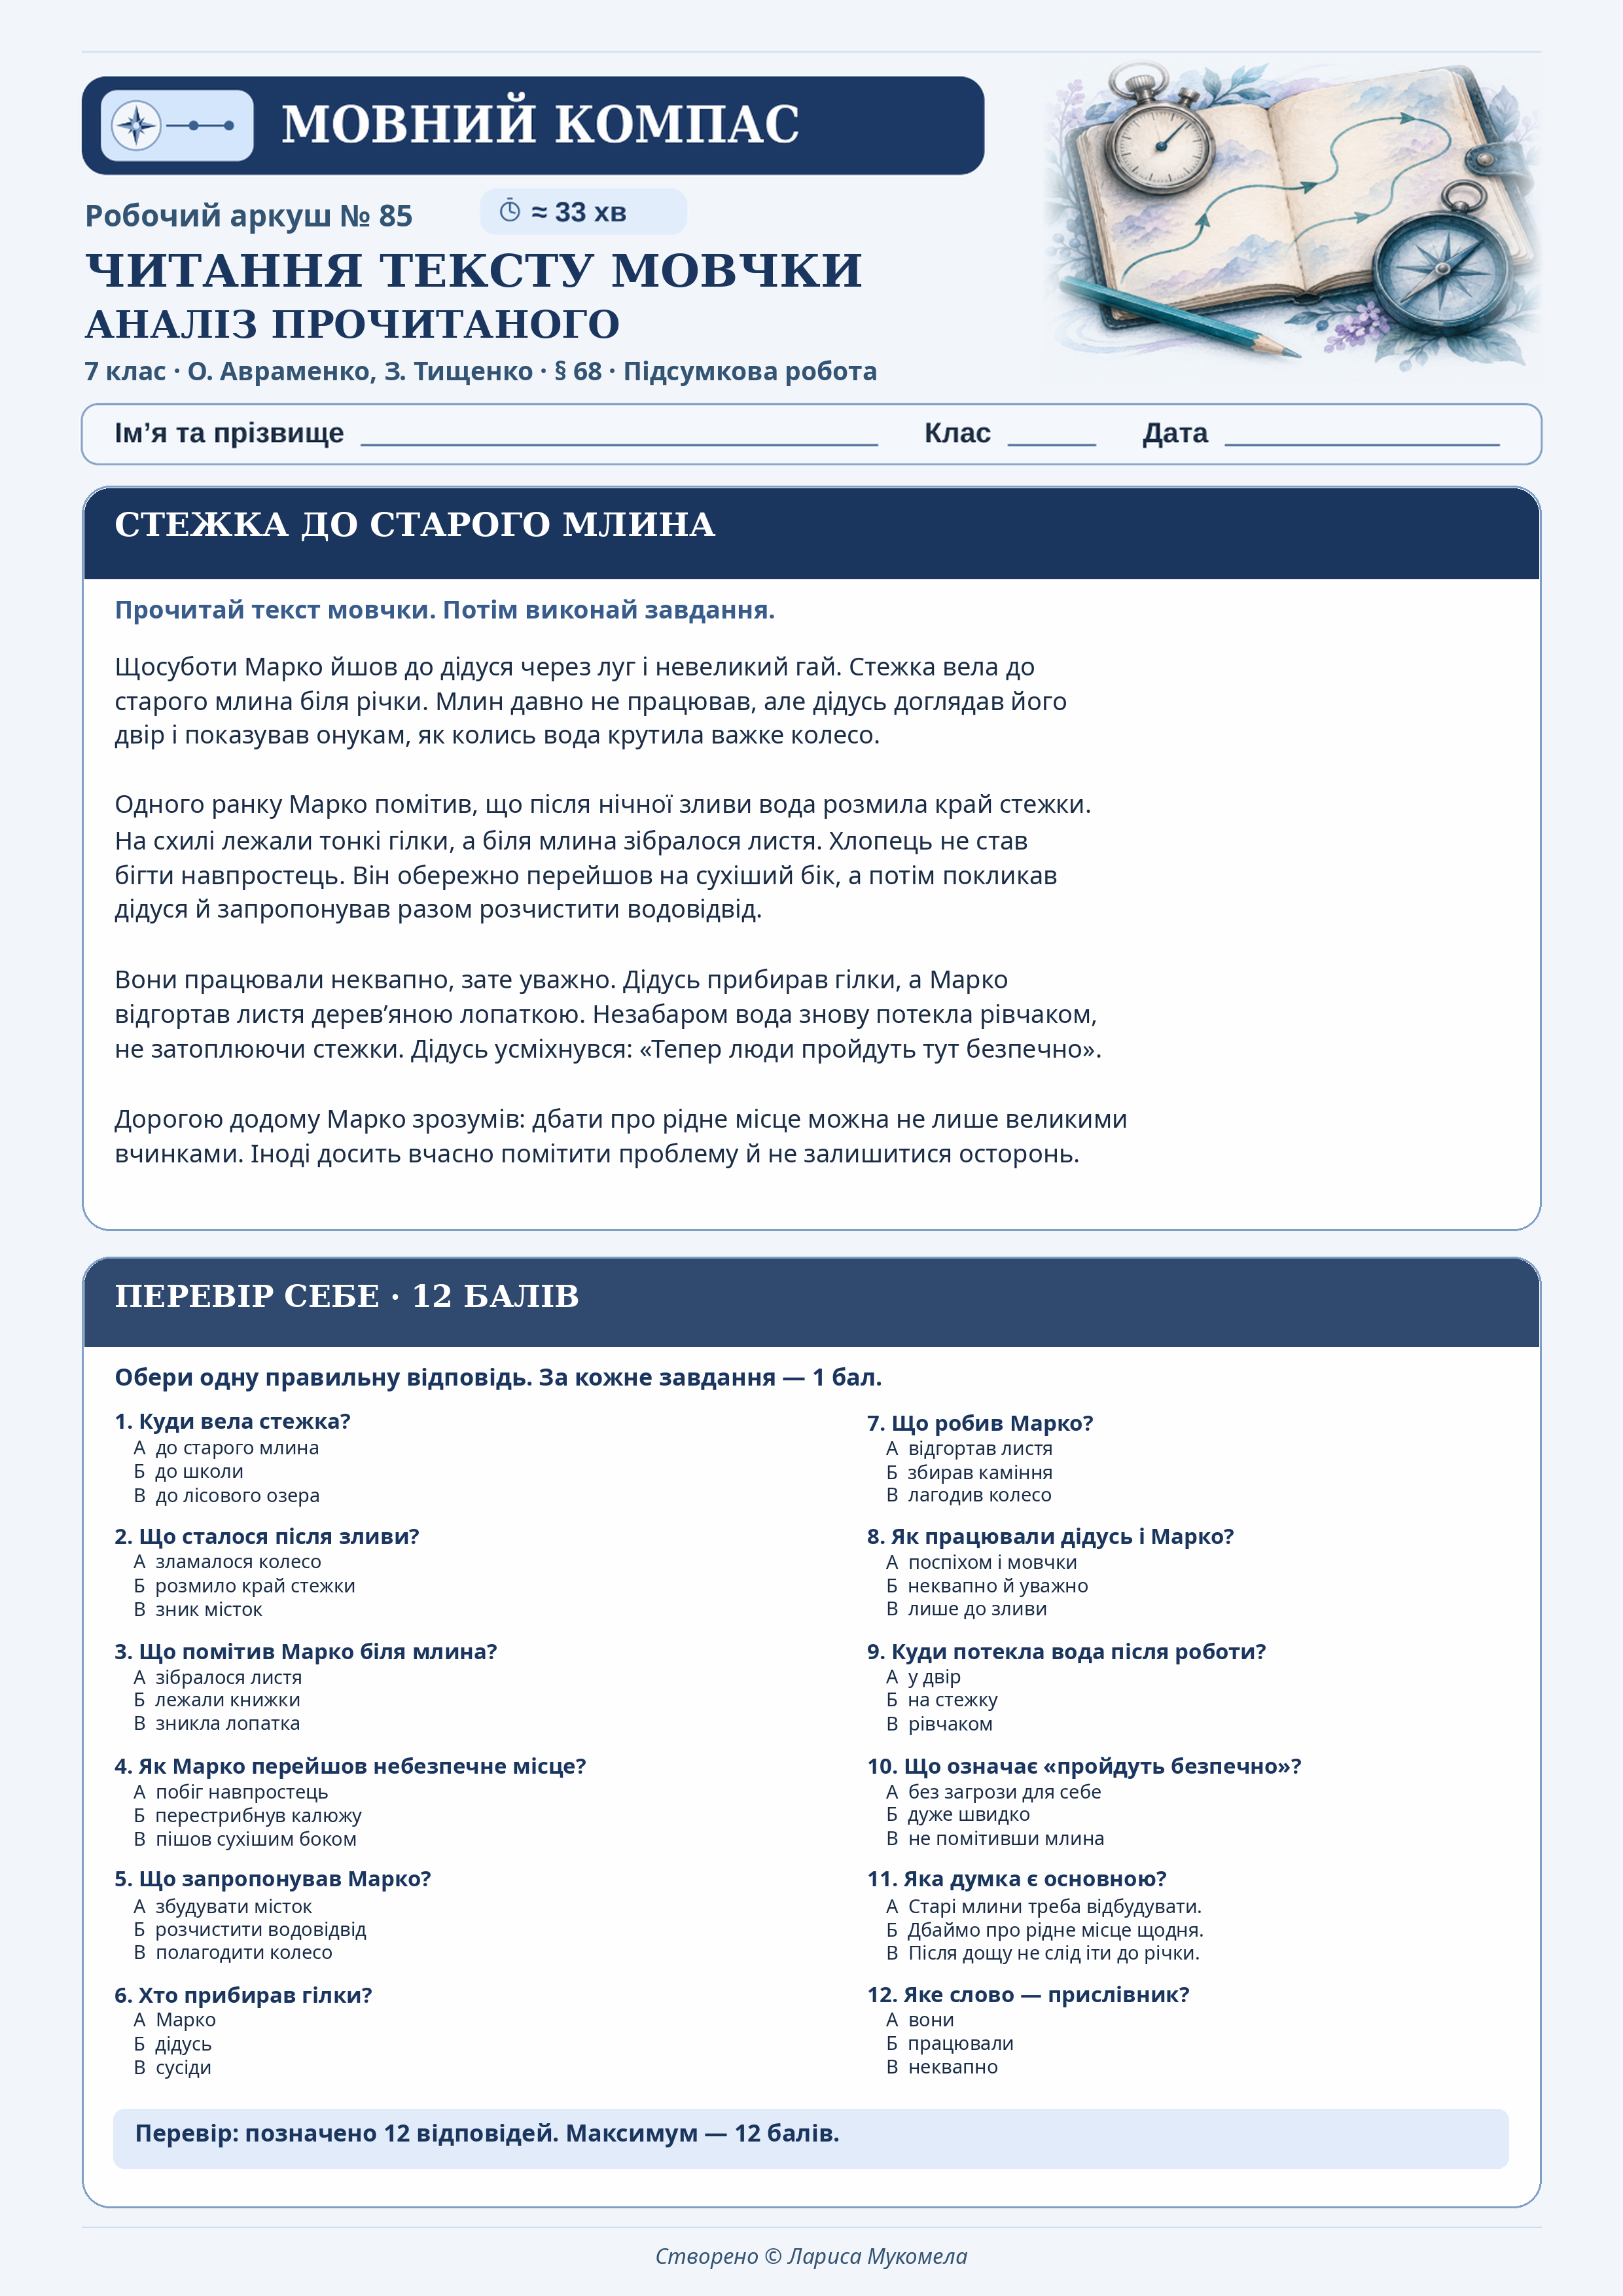 МОВНИЙ КОМПАС
Робочий аркуш № 85
≈ 33 хв
ЧИТАННЯ ТЕКСТУ МОВЧКИ
АНАЛІЗ ПРОЧИТАНОГО
7 клас · О. Авраменко, З. Тищенко · § 68 · Підсумкова робота
Ім’я та прізвище Клас Дата
СТЕЖКА ДО СТАРОГО МЛИНА
Прочитай текст мовчки. Потім виконай завдання.
Щосуботи Марко йшов до дідуся через луг і невеликий гай. Стежка вела до
старого млина біля річки. Млин давно не працював, але дідусь доглядав його
двір і показував онукам, як колись вода крутила важке колесо.
Одного ранку Марко помітив, що після нічної зливи вода розмила край стежки.
На схилі лежали тонкі гілки, а біля млина зібралося листя. Хлопець не став
бігти навпростець. Він обережно перейшов на сухіший бік, а потім покликав
дідуся й запропонував разом розчистити водовідвід.
Вони працювали неквапно, зате уважно. Дідусь прибирав гілки, а Марко
відгортав листя дерев’яною лопаткою. Незабаром вода знову потекла рівчаком,
не затоплюючи стежки. Дідусь усміхнувся: «Тепер люди пройдуть тут безпечно».
Дорогою додому Марко зрозумів: дбати про рідне місце можна не лише великими
вчинками. Іноді досить вчасно помітити проблему й не залишитися осторонь.
ПЕРЕВІР СЕБЕ · 12 БАЛІВ
Обери одну правильну відповідь. За кожне завдання — 1 бал.
1. Куди вела стежка?
А до старого млина
Б до школи
В до лісового озера
2. Що сталося після зливи?
А зламалося колесо
Б розмило край стежки
В зник місток
3. Що помітив Марко біля млина?
А зібралося листя
Б лежали книжки
В зникла лопатка
4. Як Марко перейшов небезпечне місце?
А побіг навпростець
Б перестрибнув калюжу
В пішов сухішим боком
5. Що запропонував Марко?
А збудувати місток
Б розчистити водовідвід
В полагодити колесо
6. Хто прибирав гілки?
А Марко
Б дідусь
В сусіди
7. Що робив Марко?
А відгортав листя
Б збирав каміння
В лагодив колесо
8. Як працювали дідусь і Марко?
А поспіхом і мовчки
Б неквапно й уважно
В лише до зливи
9. Куди потекла вода після роботи?
А у двір
Б на стежку
В рівчаком
10. Що означає «пройдуть безпечно»?
А без загрози для себе
Б дуже швидко
В не помітивши млина
11. Яка думка є основною?
А Старі млини треба відбудувати.
Б Дбаймо про рідне місце щодня.
В Після дощу не слід іти до річки.
12. Яке слово — прислівник?
А вони
Б працювали
В неквапно
Перевір: позначено 12 відповідей. Максимум — 12 балів.
Створено © Лариса Мукомела